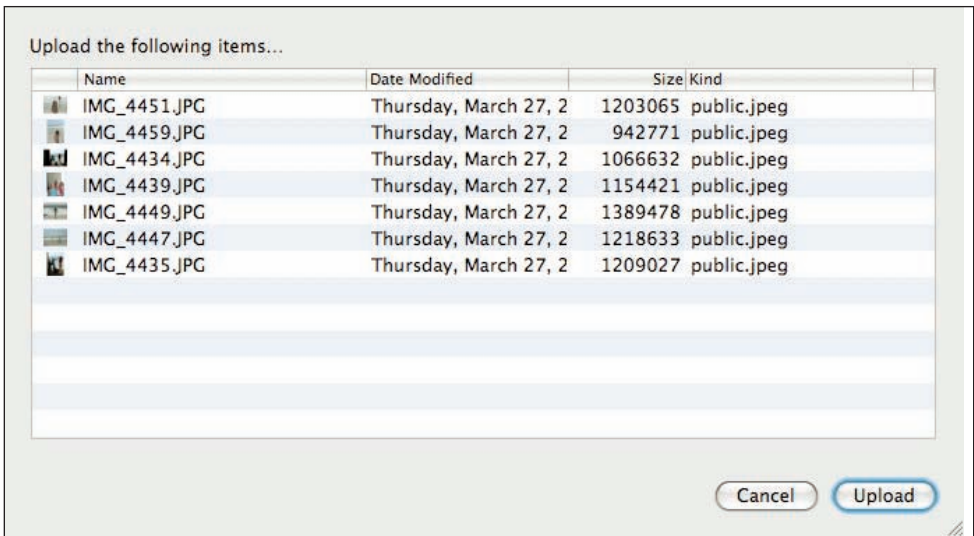 Upload the following items...
Name Date Modified Size Kind
IMG_4451.JPG Thursday, March 27, 2 1203065 public.jpeg
IMG_4459.JPG Thursday, March 27, 2 942771 public.jpeg
IMG_4434.JPG Thursday, March 27, 2 1066632 public.jpeg
IMG_4439.JPG Thursday, March 27, 2 1154421 public.jpeg
IMG_4449.JPG Thursday, March 27, 2 1389478 public.jpeg
IMG_4447.JPG Thursday, March 27, 2 1218633 public.jpeg
IMG_4435.JPG Thursday, March 27, 2 1209027 public.jpeg
Cancel Upload